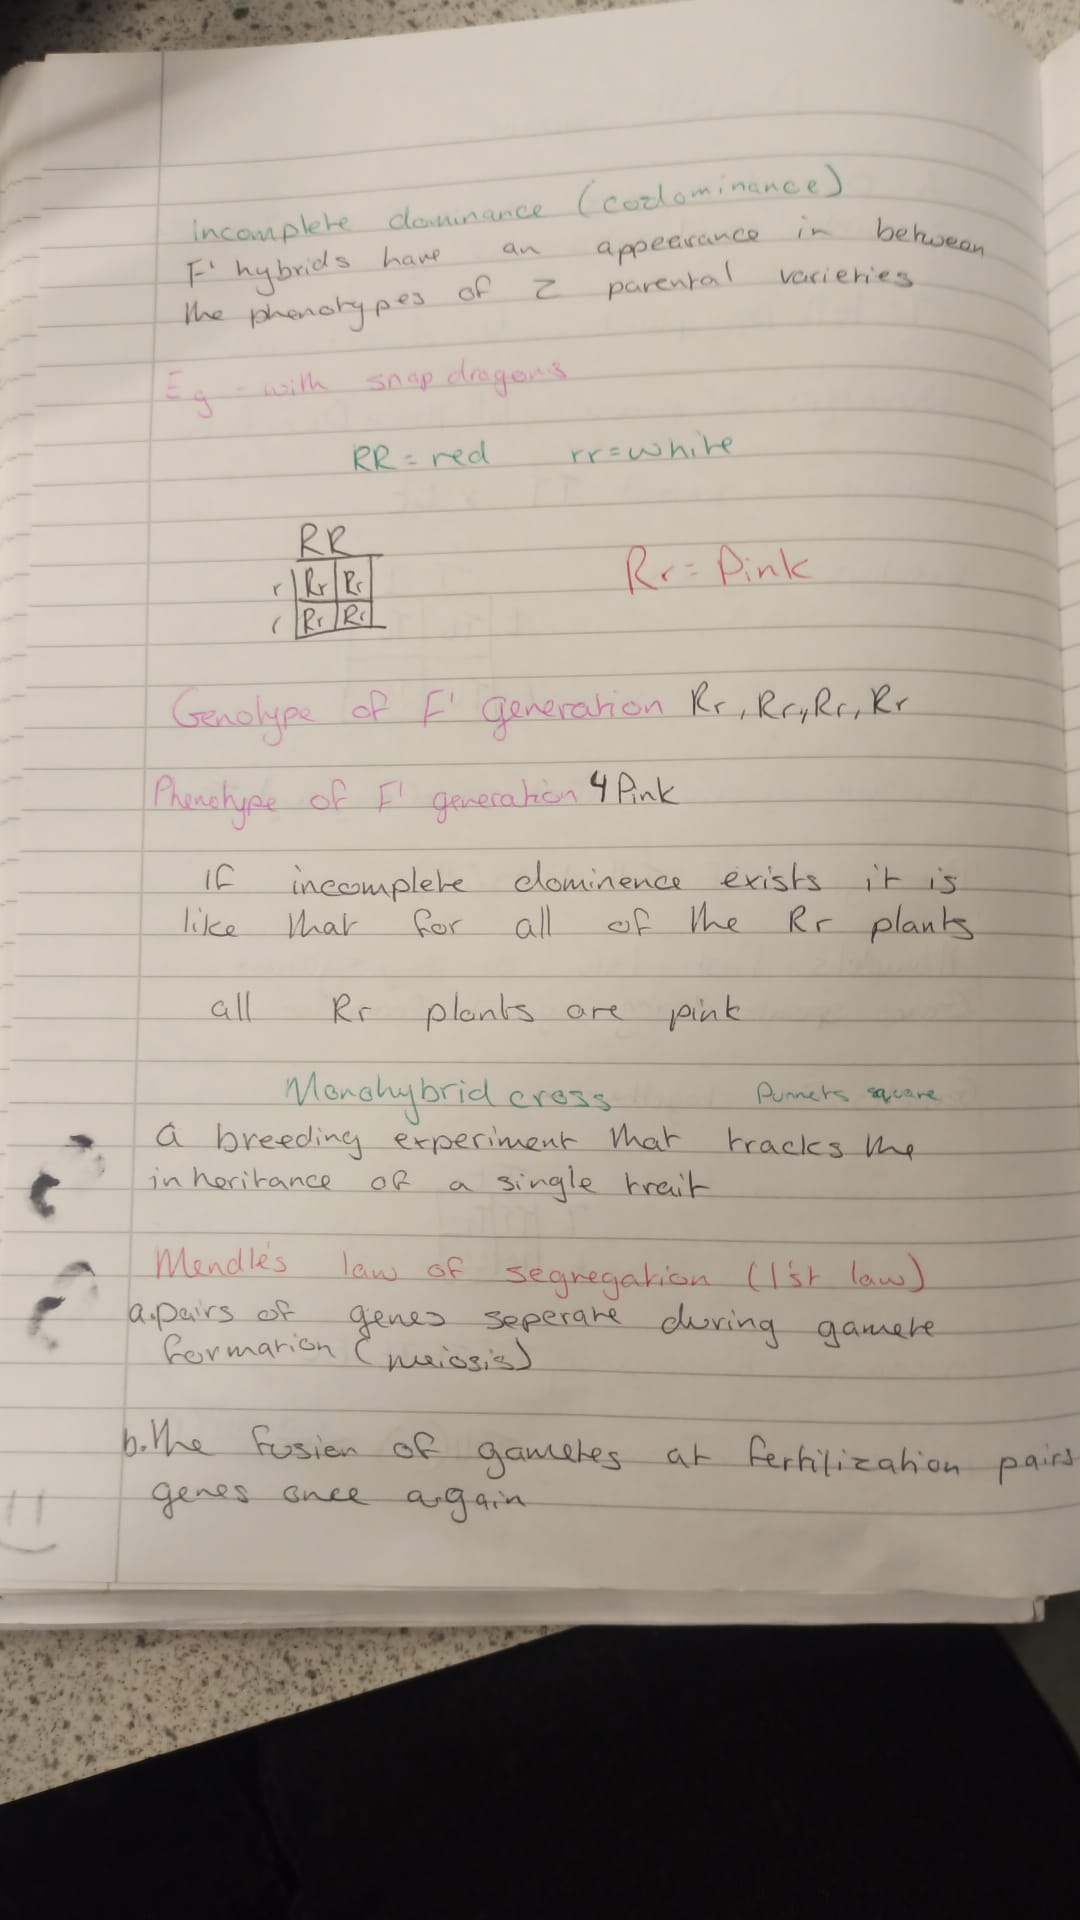 incomplete dominance (codominance)
F' hybrids have an appearance in between
the phenotypes of 2 parental varieties
Eg - with snap dragons
RR = red rr = white
RR
r Rr Rr
r Rr Rr
Rr = Pink
Genotype of F' generation Rr, Rr, Rr, Rr
Phenotype of F' generation 4 Pink
If incomplete dominence exists it is
like that for all of the Rr plants
all Rr plants are pink
Monohybrid cross Punnets square
a breeding experiment that tracks the
inheritance of a single trait
Mendle's law of segregation (1'st law)
a. pairs of genes seperate during gamete
formation (meiosis)
b. the fusion of gametes at fertilization pairs
genes once again